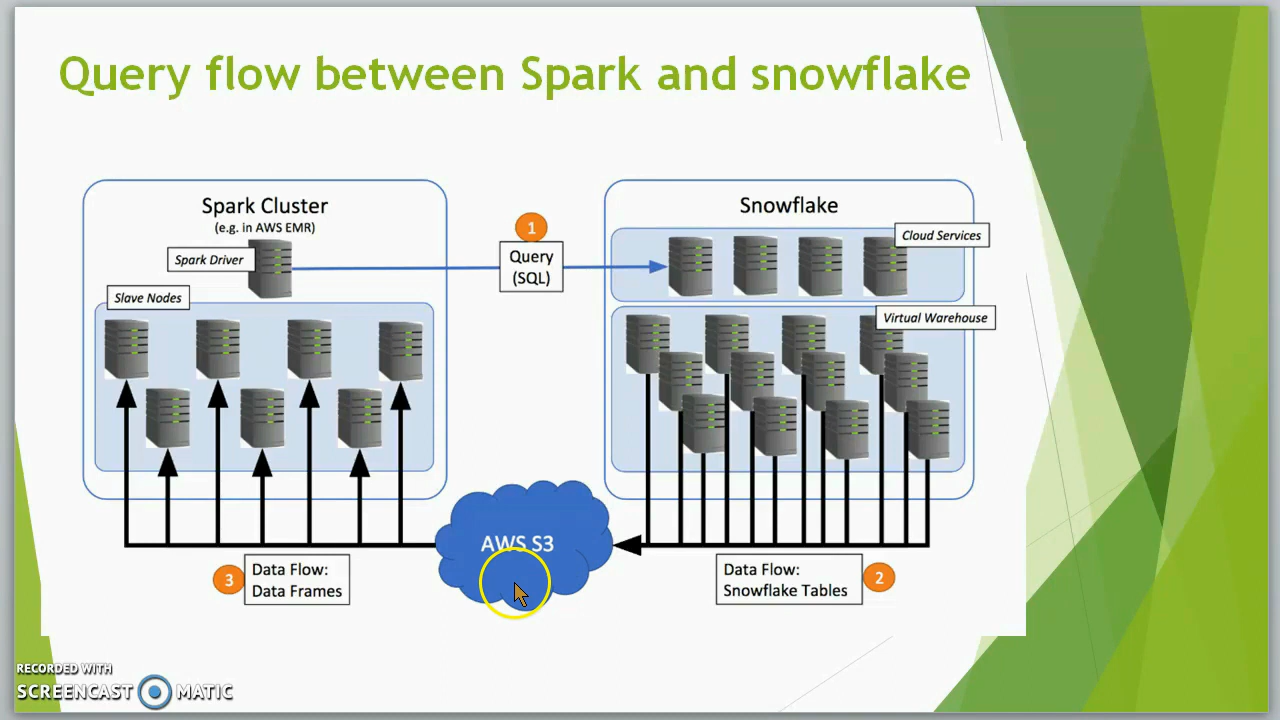 Query flow between Spark and snowflake
Spark Cluster
(e.g. in AWS EMR)
Spark Driver
Slave Nodes
1
Query
(SQL)
Snowflake
Cloud Services
Virtual Warehouse
AWS S3
3
Data Flow:
Data Frames
Data Flow:
Snowflake Tables
2
RECORDED WITH
SCREENCAST MATIC